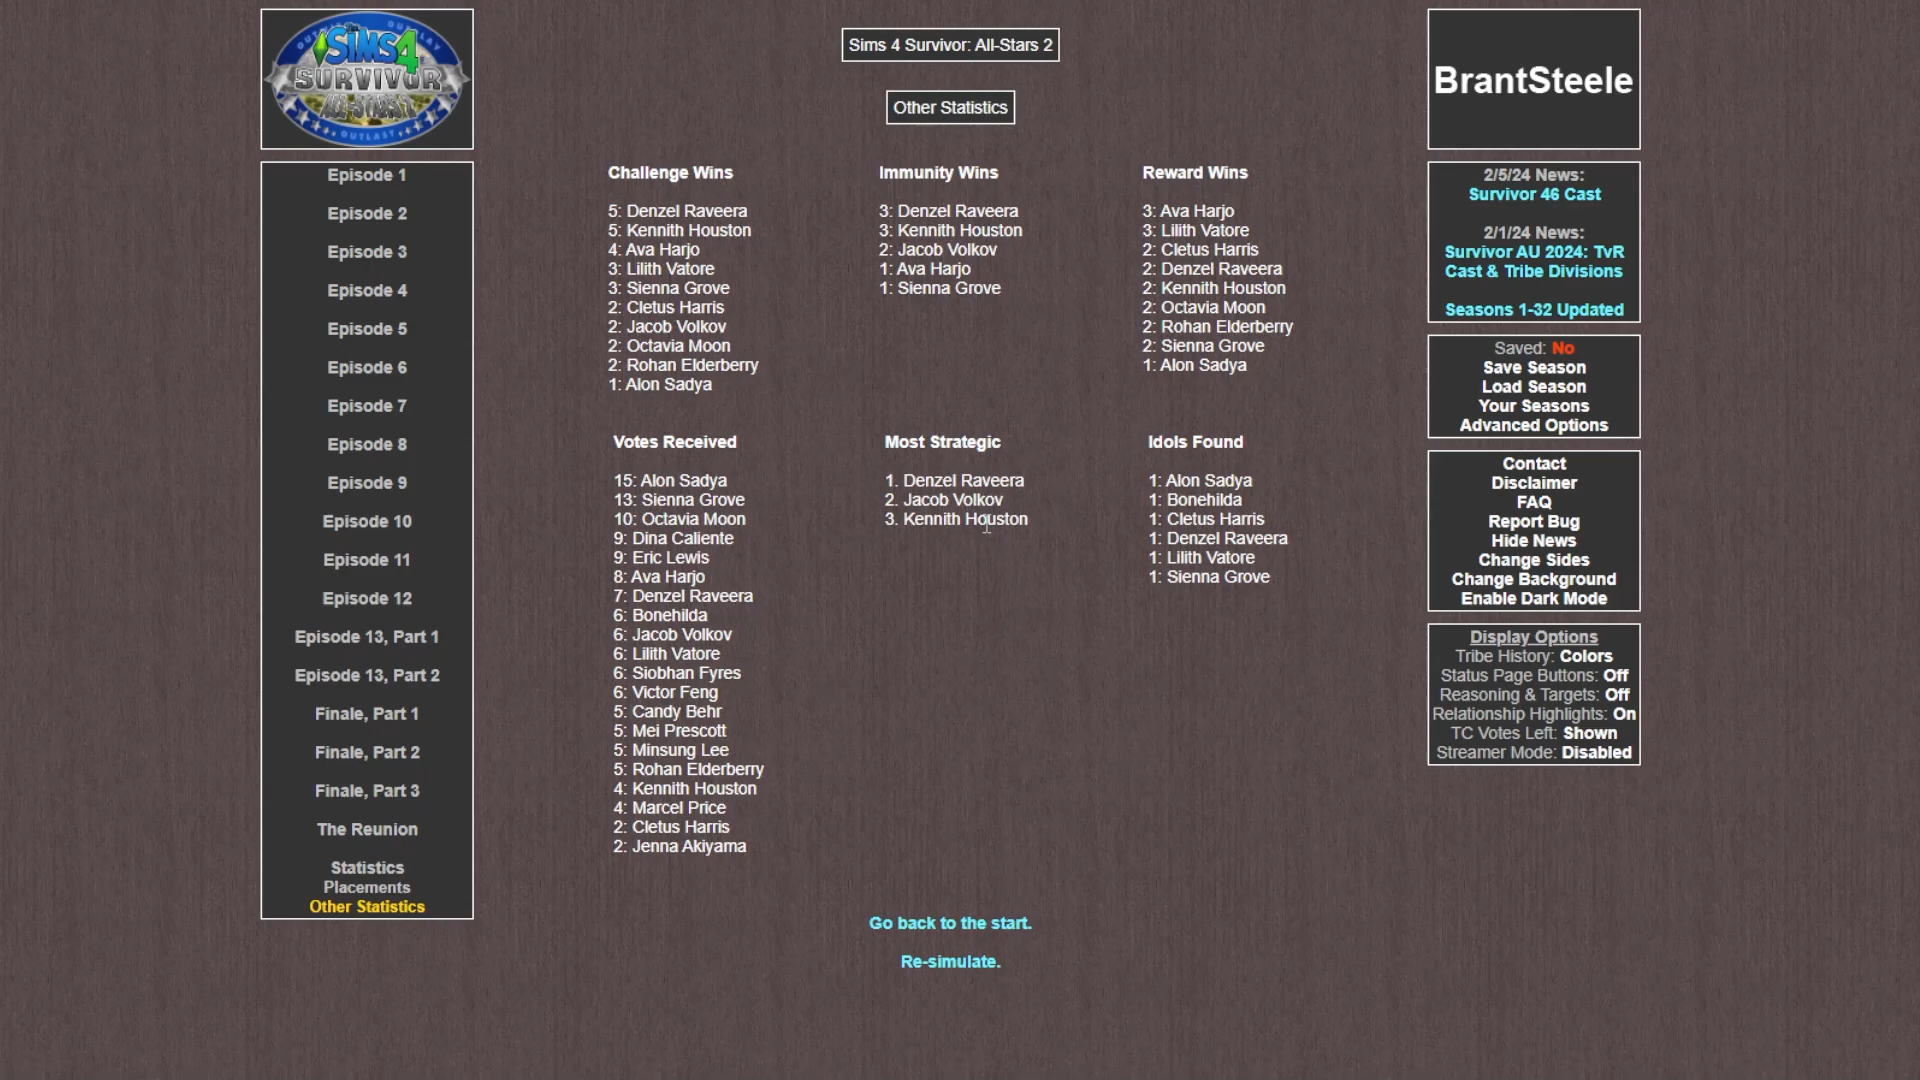 OUTPLAY
The
SiMS 4
SURVIVOR
ALL-STARS 2
OUTLAST
Episode 1
Episode 2
Episode 3
Episode 4
Episode 5
Episode 6
Episode 7
Episode 8
Episode 9
Episode 10
Episode 11
Episode 12
Episode 13, Part 1
Episode 13, Part 2
Finale, Part 1
Finale, Part 2
Finale, Part 3
The Reunion
Statistics
Placements
Other Statistics
Sims 4 Survivor: All-Stars 2
Other Statistics
Challenge Wins
5: Denzel Raveera
5: Kennith Houston
4: Ava Harjo
3: Lilith Vatore
3: Sienna Grove
2: Cletus Harris
2: Jacob Volkov
2: Octavia Moon
2: Rohan Elderberry
1: Alon Sadya
Immunity Wins
3: Denzel Raveera
3: Kennith Houston
2: Jacob Volkov
1: Ava Harjo
1: Sienna Grove
Reward Wins
3: Ava Harjo
3: Lilith Vatore
2: Cletus Harris
2: Denzel Raveera
2: Kennith Houston
2: Octavia Moon
2: Rohan Elderberry
2: Sienna Grove
1: Alon Sadya
Votes Received
15: Alon Sadya
13: Sienna Grove
10: Octavia Moon
9: Dina Caliente
9: Eric Lewis
8: Ava Harjo
7: Denzel Raveera
6: Bonehilda
6: Jacob Volkov
6: Lilith Vatore
6: Siobhan Fyres
6: Victor Feng
5: Candy Behr
5: Mei Prescott
5: Minsung Lee
5: Rohan Elderberry
4: Kennith Houston
4: Marcel Price
2: Cletus Harris
2: Jenna Akiyama
Most Strategic
1. Denzel Raveera
2. Jacob Volkov
3. Kennith Houston
Idols Found
1: Alon Sadya
1: Bonehilda
1: Cletus Harris
1: Denzel Raveera
1: Lilith Vatore
1: Sienna Grove
Go back to the start.
Re-simulate.
BrantSteele
2/5/24 News:
Survivor 46 Cast
2/1/24 News:
Survivor AU 2024: TvR
Cast & Tribe Divisions
Seasons 1-32 Updated
Saved: No
Save Season
Load Season
Your Seasons
Advanced Options
Contact
Disclaimer
FAQ
Report Bug
Hide News
Change Sides
Change Background
Enable Dark Mode
Display Options
Tribe History: Colors
Status Page Buttons: Off
Reasoning & Targets: Off
Relationship Highlights: On
TC Votes Left: Shown
Streamer Mode: Disabled